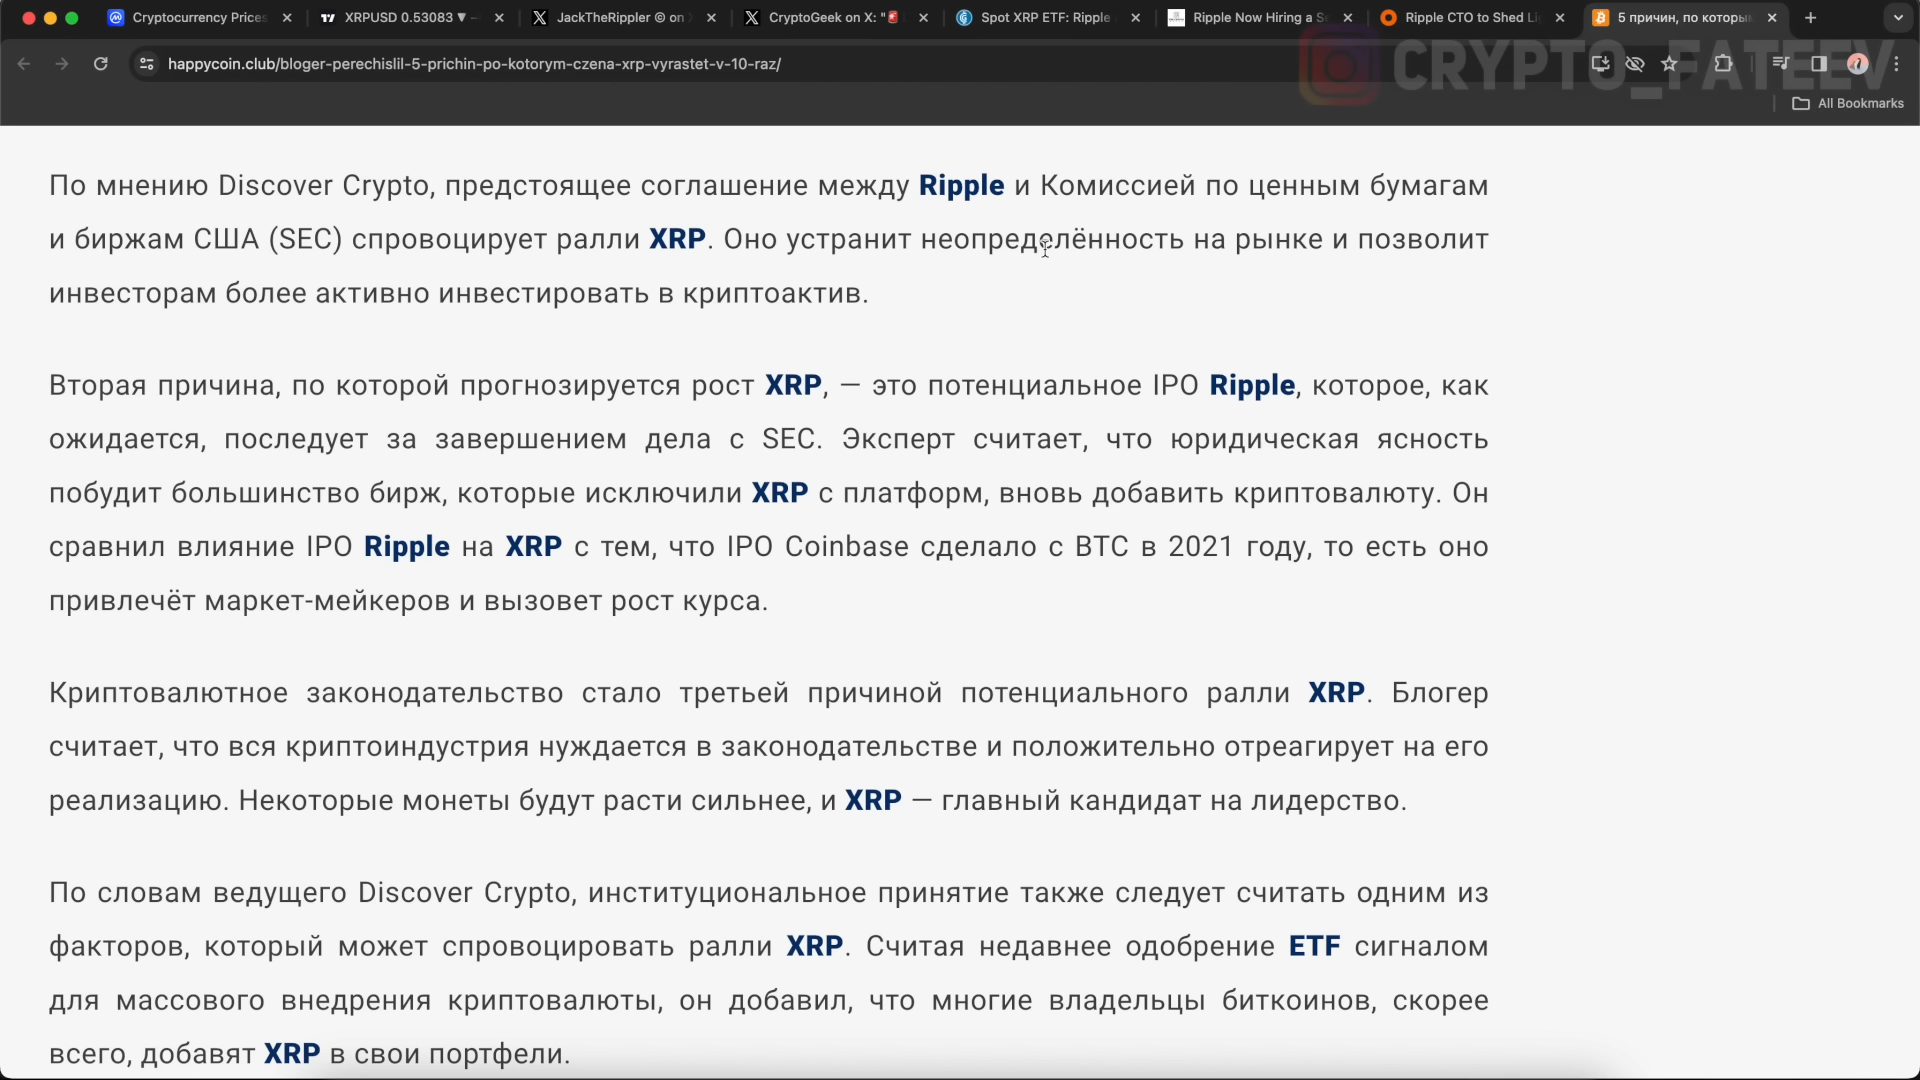 Cryptocurrency Prices
XRPUSD 0.53083 ▼
JackTheRippler © on
CryptoGeek on X: "🚨
Spot XRP ETF: Ripple
Ripple Now Hiring a S
Ripple CTO to Shed Li
5 причин, по которым
happycoin.club/bloger-perechislil-5-prichin-po-kotorym-czena-xrp-vyrastet-v-10-raz/
CRYPTO_FATEEV
All Bookmarks
По мнению Discover Crypto, предстоящее соглашение между Ripple и Комиссией по ценным бумагам
и биржам США (SEC) спровоцирует ралли XRP. Оно устранит неопределённость на рынке и позволит
инвесторам более активно инвестировать в криптоактив.
Вторая причина, по которой прогнозируется рост XRP, — это потенциальное IPO Ripple, которое, как
ожидается, последует за завершением дела с SEC. Эксперт считает, что юридическая ясность
побудит большинство бирж, которые исключили XRP с платформ, вновь добавить криптовалюту. Он
сравнил влияние IPO Ripple на XRP с тем, что IPO Coinbase сделало с BTC в 2021 году, то есть оно
привлечёт маркет-мейкеров и вызовет рост курса.
Криптовалютное законодательство стало третьей причиной потенциального ралли XRP. Блогер
считает, что вся криптоиндустрия нуждается в законодательстве и положительно отреагирует на его
реализацию. Некоторые монеты будут расти сильнее, и XRP — главный кандидат на лидерство.
По словам ведущего Discover Crypto, институциональное принятие также следует считать одним из
факторов, который может спровоцировать ралли XRP. Считая недавнее одобрение ETF сигналом
для массового внедрения криптовалюты, он добавил, что многие владельцы биткоинов, скорее
всего, добавят XRP в свои портфели.